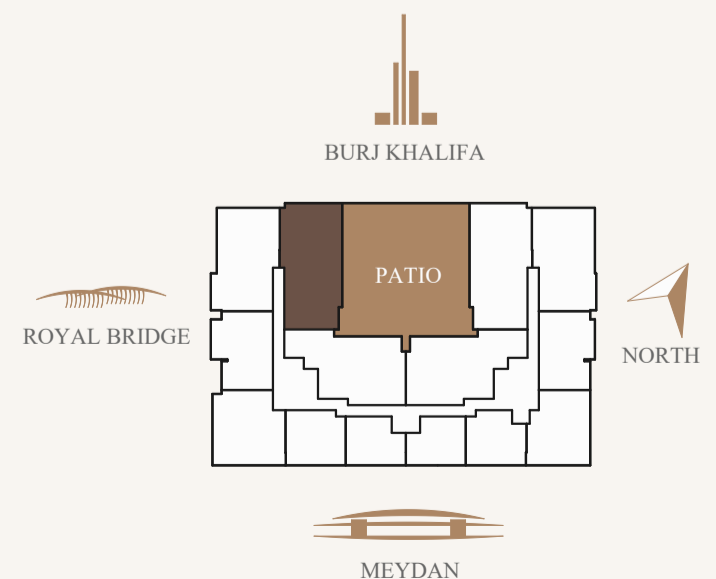 BURJ KHALIFA
PATIO
ROYAL BRIDGE
NORTH
MEYDAN